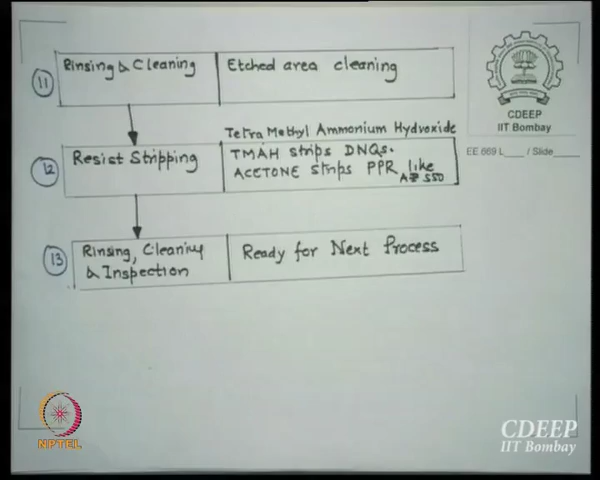 11
Rinsing & Cleaning
Etched area cleaning
CDEEP
IIT Bombay
EE 669 L____ / Slide____
Tetra Methyl Ammonium Hydroxide
12
Resist Stripping
TMAH strips DNQs.
ACETONE strips PPR like
AZ 550
13
Rinsing, Cleaning
& Inspection
Ready for Next Process
NPTEL
CDEEP
IIT Bombay